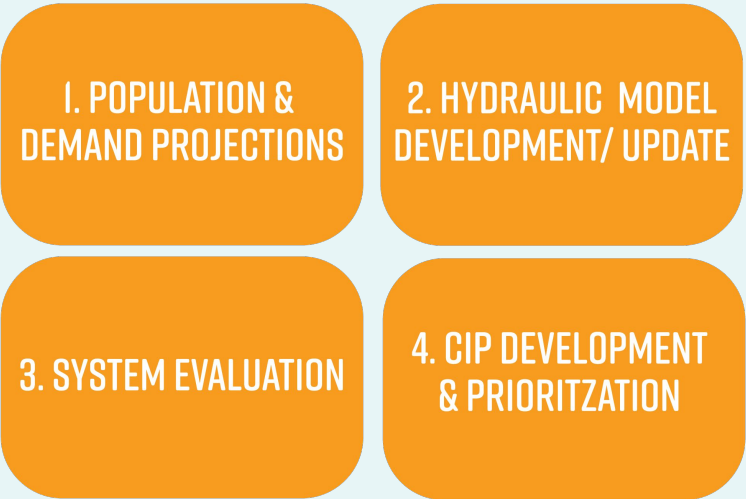 1. POPULATION &
DEMAND PROJECTIONS
2. HYDRAULIC MODEL
DEVELOPMENT/ UPDATE
3. SYSTEM EVALUATION
4. CIP DEVELOPMENT
& PRIORITZATION